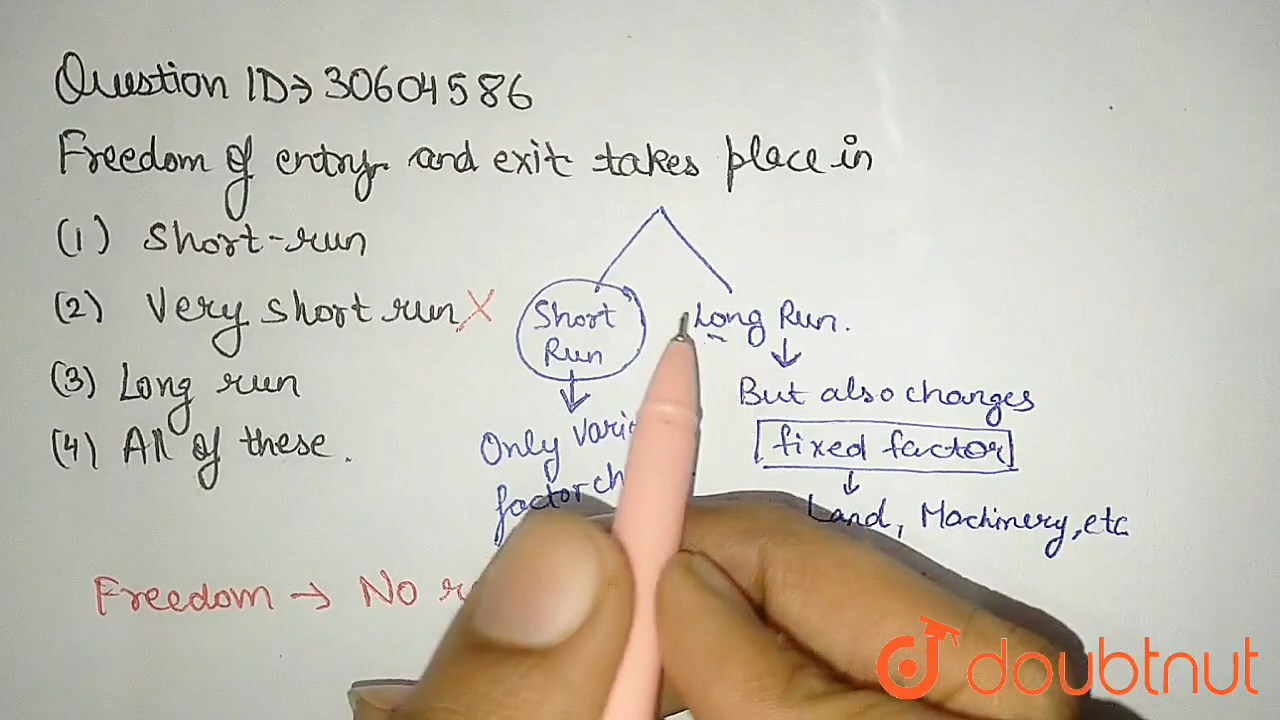 Question ID→ 30604586
Freedom of entry and exit takes place in
(1) Short-run
(2) Very short run X
(3) Long run
(4) All of these.
Short
Run
Only
factor
Long Run.
But also changes
fixed factor
Land, Machinery, etc
Freedom → No
doubtnut